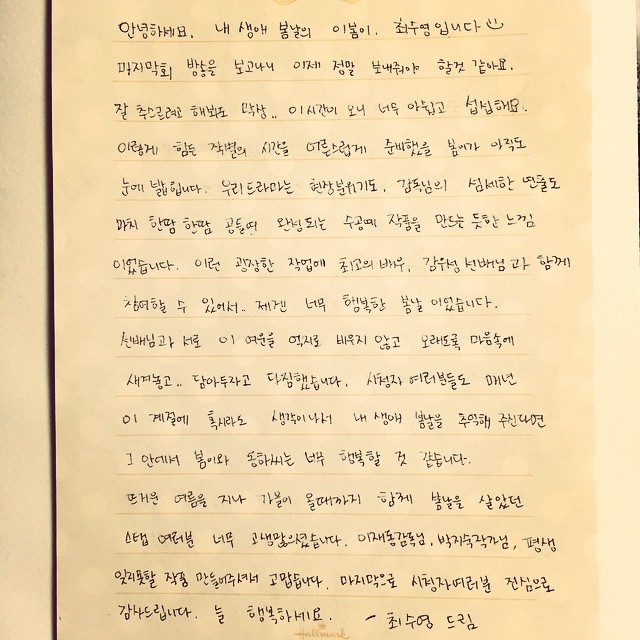 안녕하세요. 내 생애 봄날의 이봄이. 최수영입니다
마지막회 방송을 보고나니 이제 정말 보내줘야 할것 같아요.
잘 추스르려고 해봐도 막상.. 이시간이 오니 너무 아쉽고 섭섭해요.
이렇게 힘든 작별의 시간을 어른스럽게 준비했을 봄이가 아직도
눈에 밟힙니다. 우리드라마는 현장분위기도, 감독님의 섬세한 연출도
마치 한땀 한땀 공들여 완성되는 수공예 작품을 만드는 듯한 느낌
이었습니다. 이런 굉장한 작업에 최고의 배우, 감우성 선배님과 함께
참여할 수 있어서.. 제겐 너무 행복한 봄날 이었습니다.
선배님과 서로 이 여운을 억지로 비우지 않고 오래도록 마음속에
새겨놓고.. 담아두자고 다짐했습니다. 시청자 여러분들도 매년
이 계절에 혹시라도 생각이나서 내 생애 봄날을 추억해 주신다면
그 안에서 봄이와 동하씨는 너무 행복할 것 같습니다.
뜨거운 여름을 지나 가을이 올때까지 함께 봄날을 살았던
스탭 여러분 너무 고생많으셨습니다. 이재동감독님, 박지숙작가님, 평생
잊지못할 작품 만들어주셔서 고맙습니다. 마지막으로 시청자여러분 진심으로
감사드립니다. 늘 행복하세요. - 최수영 드림
Hallmark